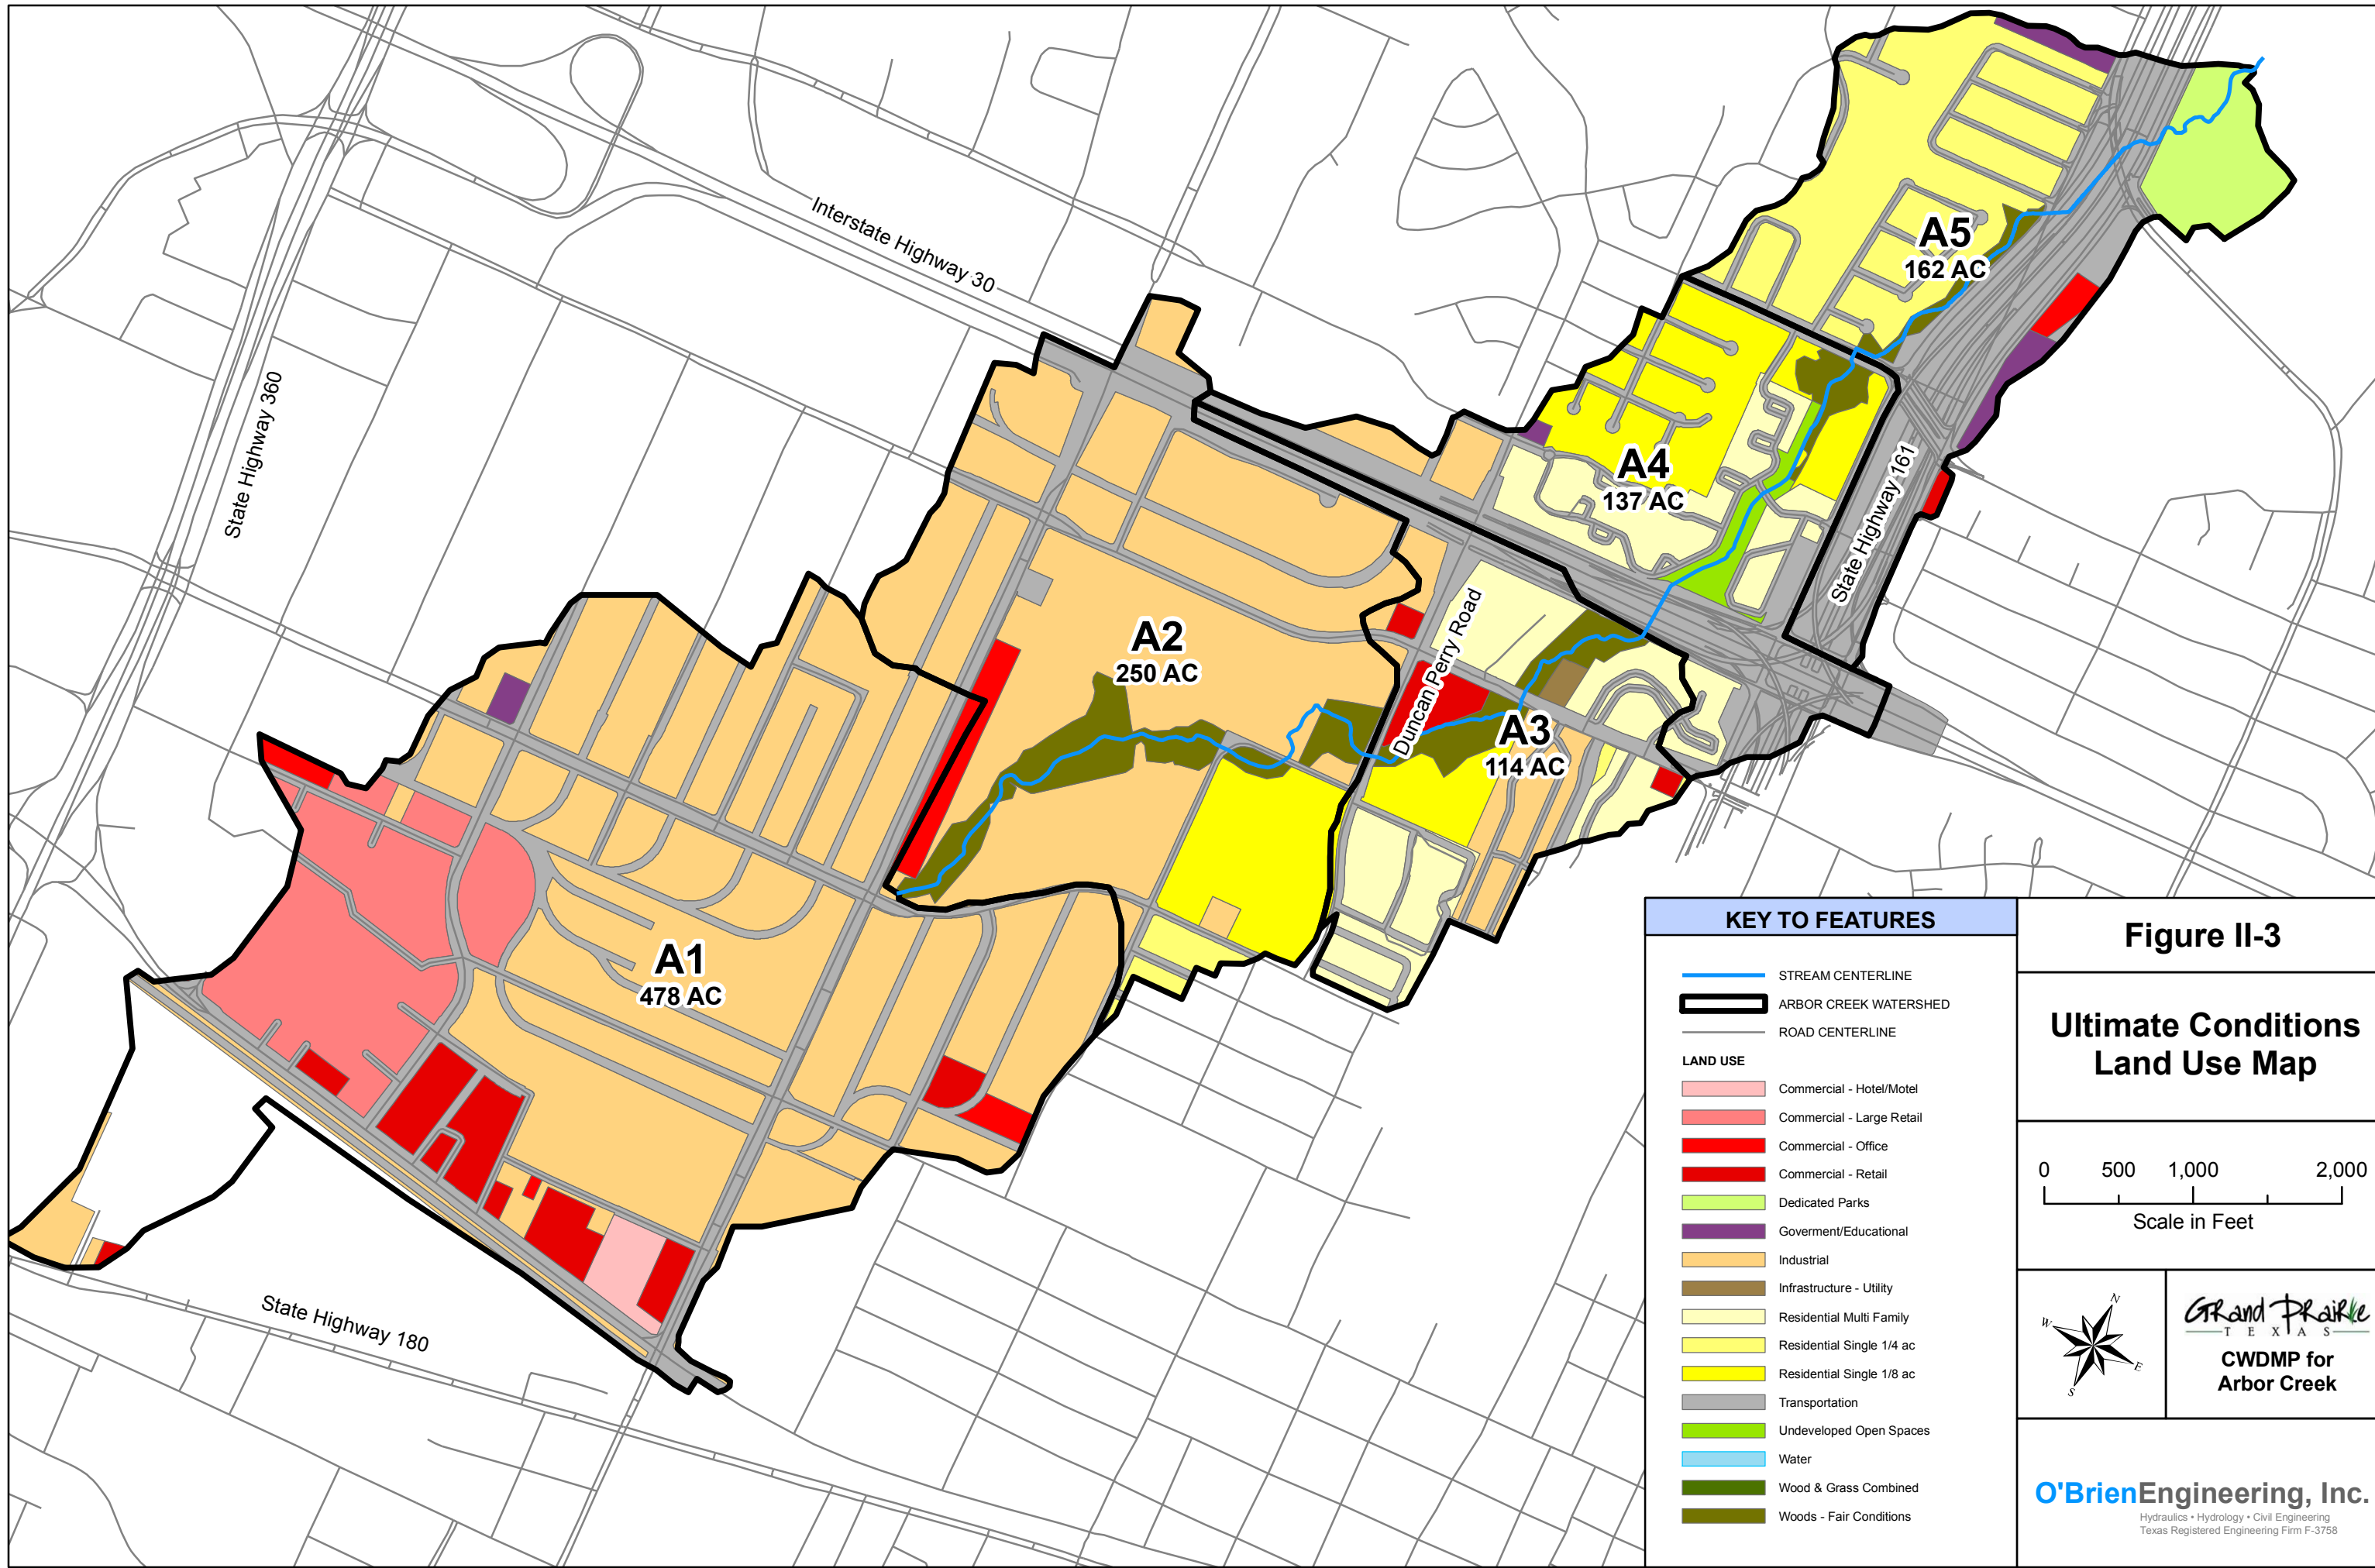 Interstate Highway 30
State Highway 360
A5
162 AC
A4
137 AC
State Highway 161
A2
250 AC
Duncan Perry Road
A3
114 AC
A1
478 AC
State Highway 180
KEY TO FEATURES
STREAM CENTERLINE
ARBOR CREEK WATERSHED
ROAD CENTERLINE
LAND USE
Commercial - Hotel/Motel
Commercial - Large Retail
Commercial - Office
Commercial - Retail
Dedicated Parks
Goverment/Educational
Industrial
Infrastructure - Utility
Residential Multi Family
Residential Single 1/4 ac
Residential Single 1/8 ac
Transportation
Undeveloped Open Spaces
Water
Wood & Grass Combined
Woods - Fair Conditions
Figure II-3
Ultimate Conditions
Land Use Map
0 500 1,000 2,000
Scale in Feet
N
W
E
S
Grand Prairie
TEXAS
CWDMP for
Arbor Creek
O'BrienEngineering, Inc.
Hydraulics • Hydrology • Civil Engineering
Texas Registered Engineering Firm F-3758